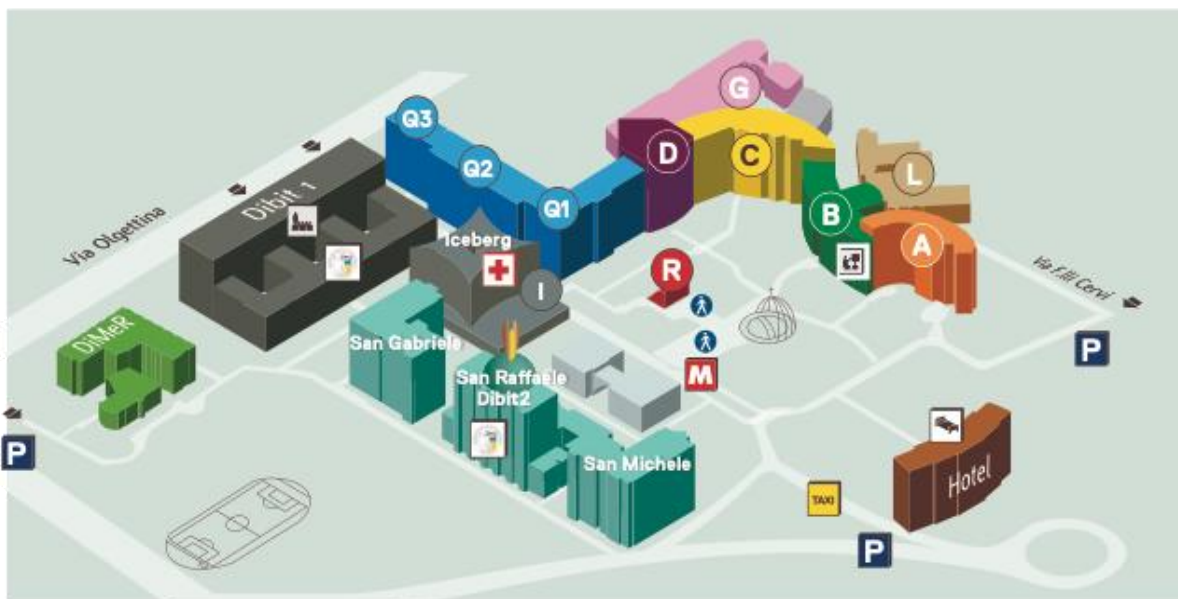 G
Q3
D
C
Q2
L
Dibit 1
Q1
B
Via Olgettina
Iceberg
A
R
Via F.lli Cervi
I
DiMeR
San Gabriele
P
San Raffaele
Dibit2
M
P
San Michele
Hotel
TAXI
P